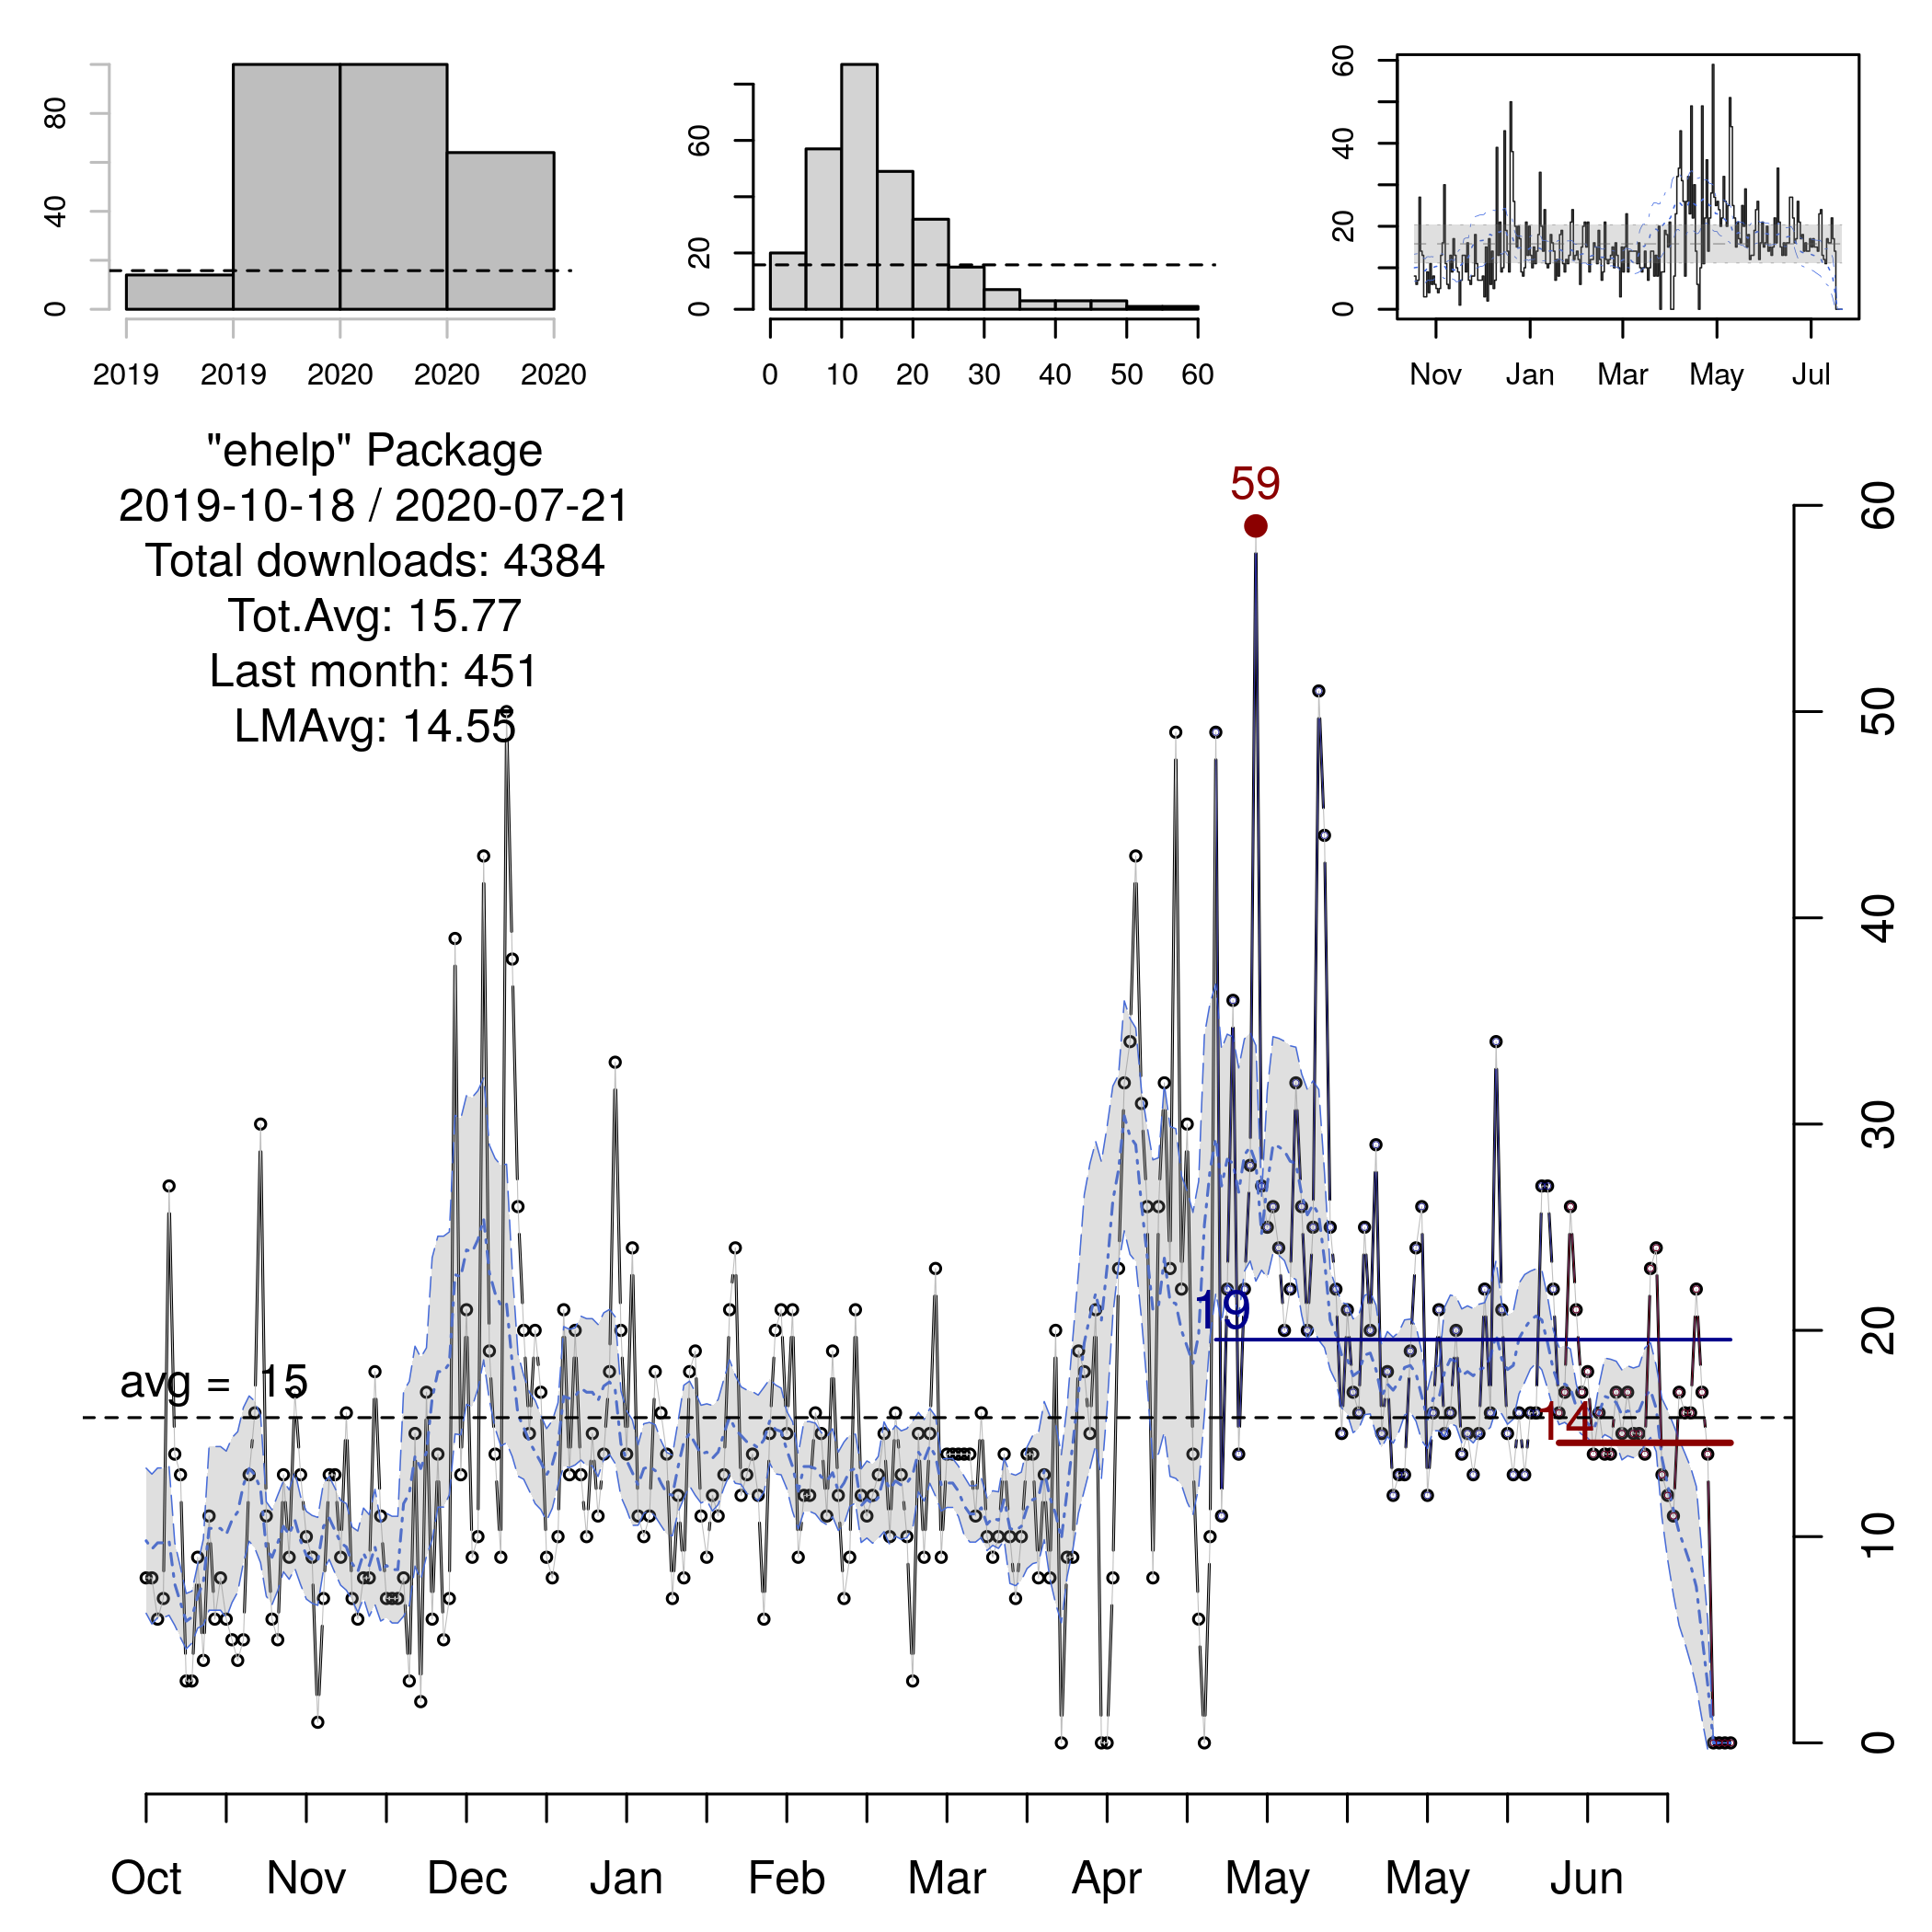 80
40
0
2019 2019 2020 2020 2020
60
20
0
0 10 20 30 40 50 60
60
40
20
0
Nov Jan Mar May Jul
"ehelp" Package
2019-10-18 / 2020-07-21
Total downloads: 4384
Tot.Avg: 15.77
Last month: 451
LMAvg: 14.55
59
19
avg = 15
14
60
50
40
30
20
10
0
Oct Nov Dec Jan Feb Mar Apr May May Jun